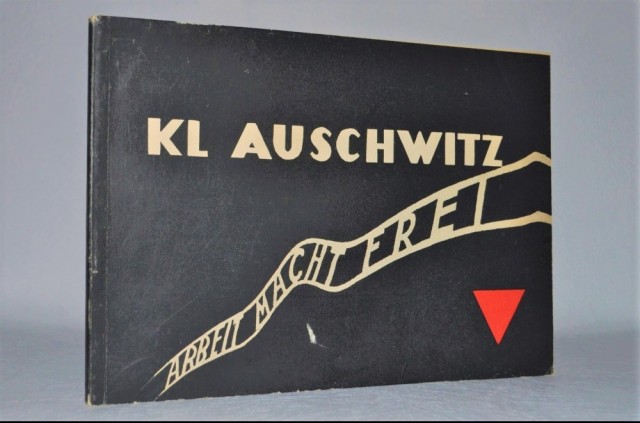 KL AUSCHWITZ
ARBEIT MACHT FREI